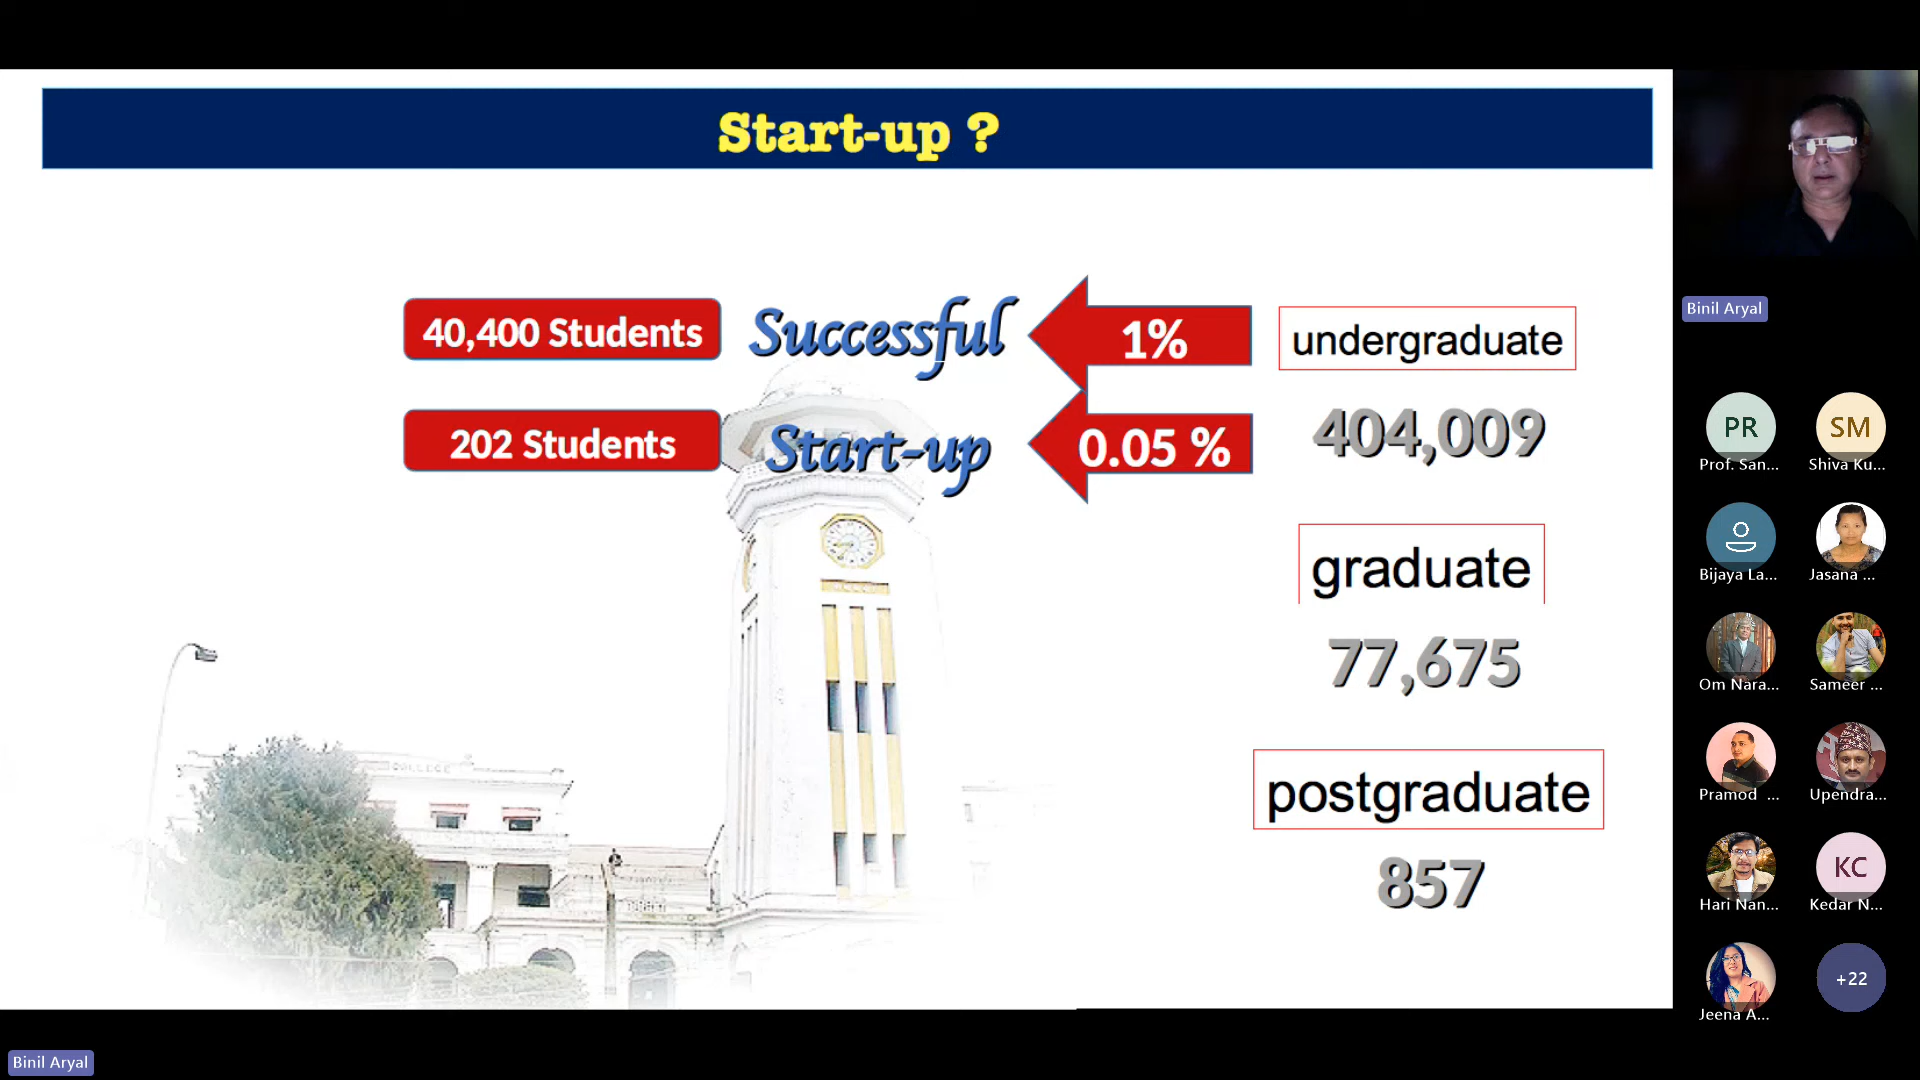 Start-up ?
40,400 Students
Successful
1%
undergraduate
404,009
202 Students
Start-up
0.05 %
graduate
77,675
postgraduate
857
COLLEGE
Binil Aryal
PR
Prof. San...
SM
Shiva Ku...
Bijaya La...
Jasana ...
Om Nara...
Sameer ...
Pramod ...
Upendra...
Hari Nan...
KC
Kedar N...
Jeena A...
+22
Binil Aryal